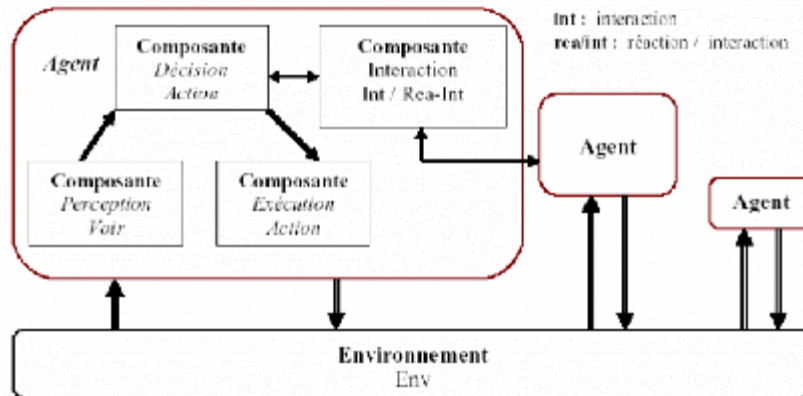 Agent
Composante
Décision
Action
Composante
Interaction
Int / Rea-Int
Int : interaction
rea/int : réaction / interaction
Composante
Perception
Voir
Composante
Exécution
Action
Agent
Agent
Environnement
Env